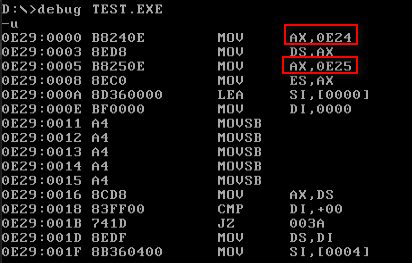 D:\>debug TEST.EXE
-u
0E29:0000 B8240E MOV AX,0E24
0E29:0003 8ED8 MOV DS,AX
0E29:0005 B8250E MOV AX,0E25
0E29:0008 8EC0 MOV ES,AX
0E29:000A 8D360000 LEA SI,[0000]
0E29:000E BF0000 MOV DI,0000
0E29:0011 A4 MOVSB
0E29:0012 A4 MOVSB
0E29:0013 A4 MOVSB
0E29:0014 A4 MOVSB
0E29:0015 A4 MOVSB
0E29:0016 8CD8 MOV AX,DS
0E29:0018 83FF00 CMP DI,+00
0E29:001B 741D JZ 003A
0E29:001D 8EDF MOV DS,DI
0E29:001F 8B360400 MOV SI,[0004]